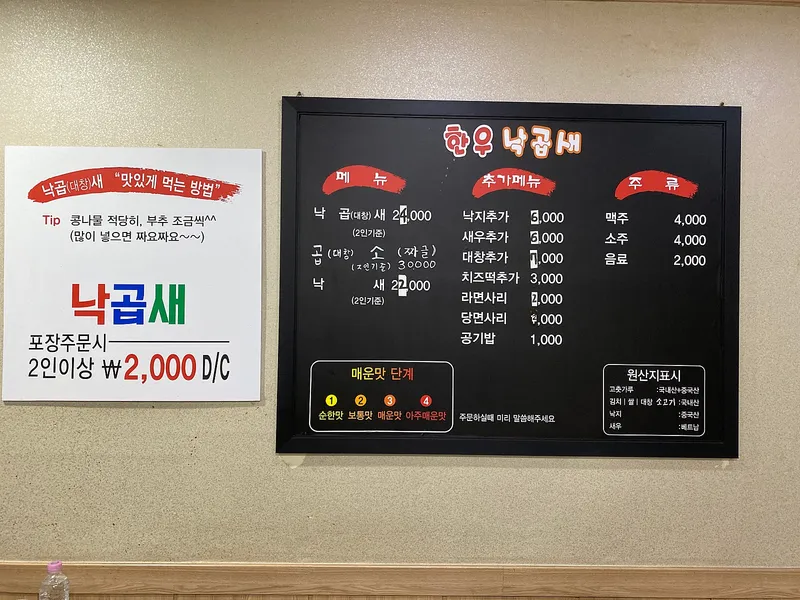 낙곱(대창)새 "맛있게 먹는 방법"
Tip 콩나물 적당히, 부추 조금씩^^
(많이 넣으면 짜요짜요~~)
낙곱새
포장주문시
2인이상 ₩2,000 D/C
한우 낙곱새
메 뉴
낙 곱(대창)새 24,000
(2인기준)
곱(대창) 소 (짜글)
(2인기준) 30000
낙 새 22,000
(2인기준)
추가메뉴
낙지추가 6,000
새우추가 6,000
대창추가 7,000
치즈떡추가 3,000
라면사리 2,000
당면사리 ,000
공기밥 1,000
주 류
맥주 4,000
소주 4,000
음료 2,000
매운맛 단계
1 2 3 4
순한맛 보통맛 매운맛 아주매운맛
주문하실때 미리 말씀해주세요
원산지표시
고춧가루 :국내산+중국산
김치 | 쌀 | 대창 소고기 :국내산
낙지 :중국산
새우 :베트남